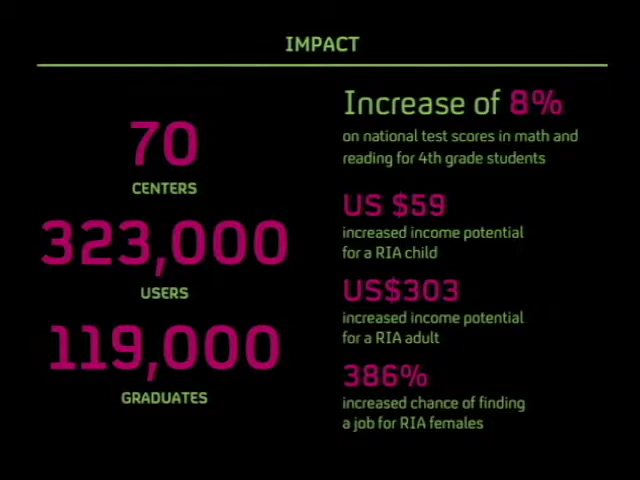 IMPACT
70
CENTERS
323,000
USERS
119,000
GRADUATES
Increase of 8%
on national test scores in math and
reading for 4th grade students
US $59
increased income potential
for a RIA child
US$303
increased income potential
for a RIA adult
386%
increased chance of finding
a job for RIA females